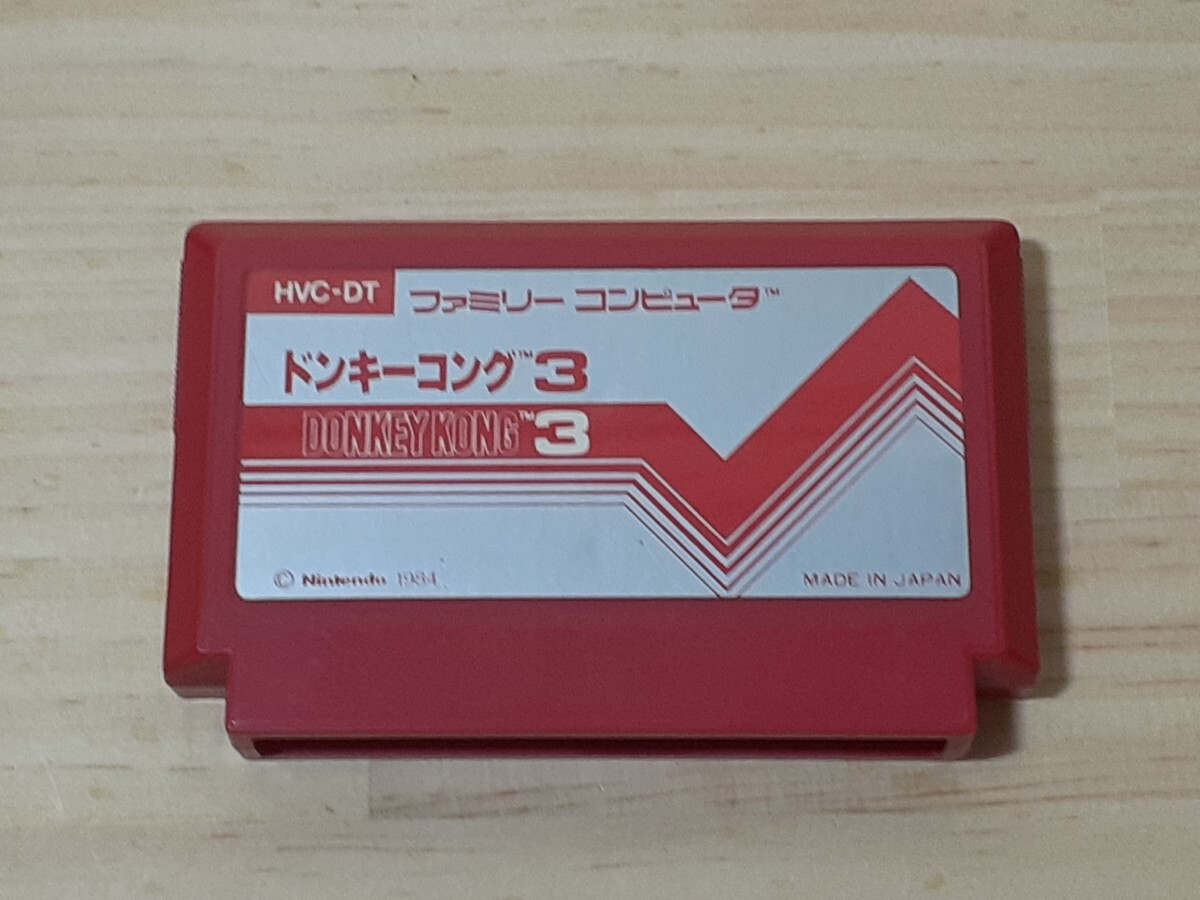 HVC-DT
ファミリー コンピュータ™
ドンキーコング™3
DONKEY KONG™3
© Nintendo 1984
MADE IN JAPAN